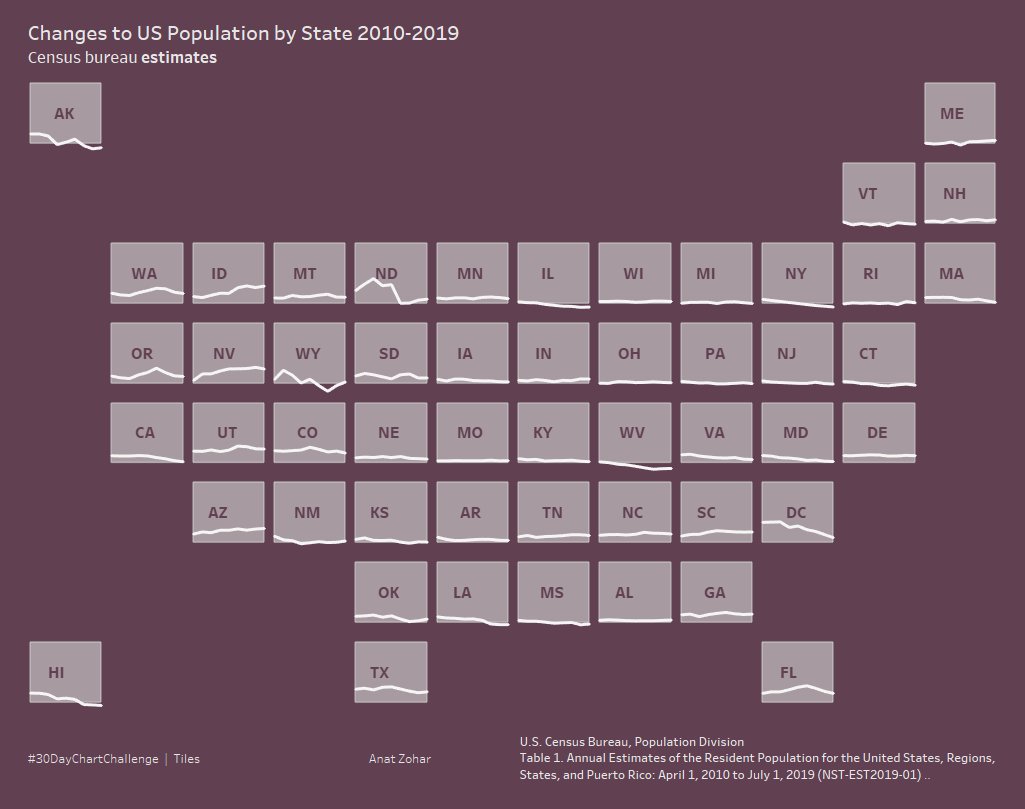 Changes to US Population by State 2010-2019
Census bureau estimates
AK
ME
VT
NH
WA
ID
MT
ND
MN
IL
WI
MI
NY
RI
MA
OR
NV
WY
SD
IA
IN
OH
PA
NJ
CT
CA
UT
CO
NE
MO
KY
WV
VA
MD
DE
AZ
NM
KS
AR
TN
NC
SC
DC
OK
LA
MS
AL
GA
HI
TX
FL
#30DayChartChallenge | Tiles
Anat Zohar
U.S. Census Bureau, Population Division
Table 1. Annual Estimates of the Resident Population for the United States, Regions,
States, and Puerto Rico: April 1, 2010 to July 1, 2019 (NST-EST2019-01) ..